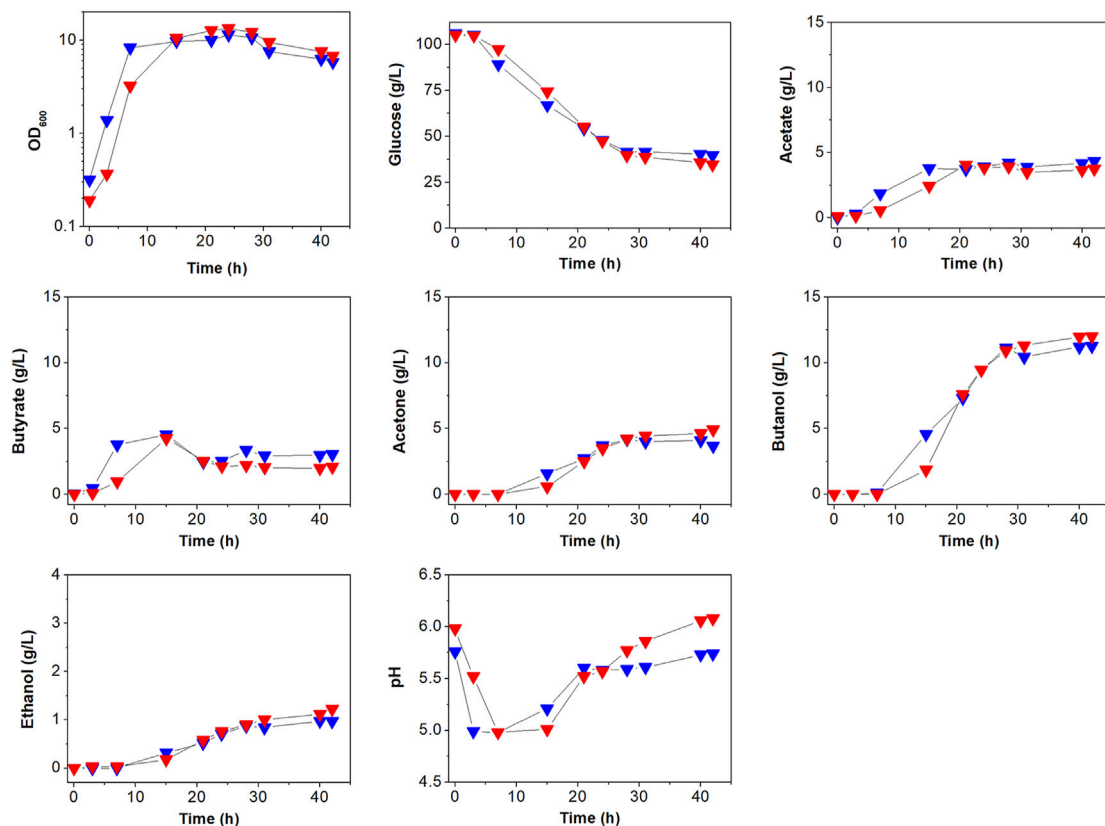 OD600
10
1
0.1
0 10 20 30 40
Time (h)
Glucose (g/L)
100
75
50
25
0
0 10 20 30 40
Time (h)
Acetate (g/L)
15
10
5
0
0 10 20 30 40
Time (h)
Butyrate (g/L)
15
10
5
0
0 10 20 30 40
Time (h)
Acetone (g/L)
15
10
5
0
0 10 20 30 40
Time (h)
Butanol (g/L)
15
10
5
0
0 10 20 30 40
Time (h)
Ethanol (g/L)
4
3
2
1
0
0 10 20 30 40
Time (h)
pH
6.5
6.0
5.5
5.0
4.5
0 10 20 30 40
Time (h)